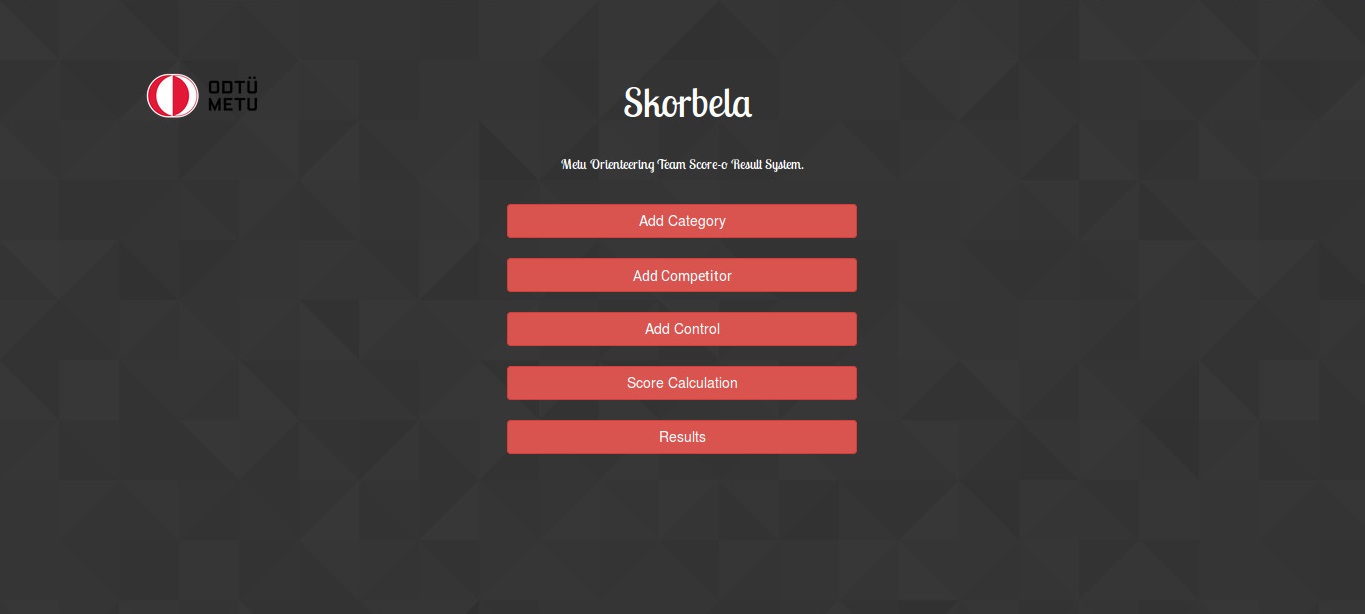 ODTÜ
METU
Skorbela
Metu Orienteering Team Score-o Result System.
Add Category
Add Competitor
Add Control
Score Calculation
Results